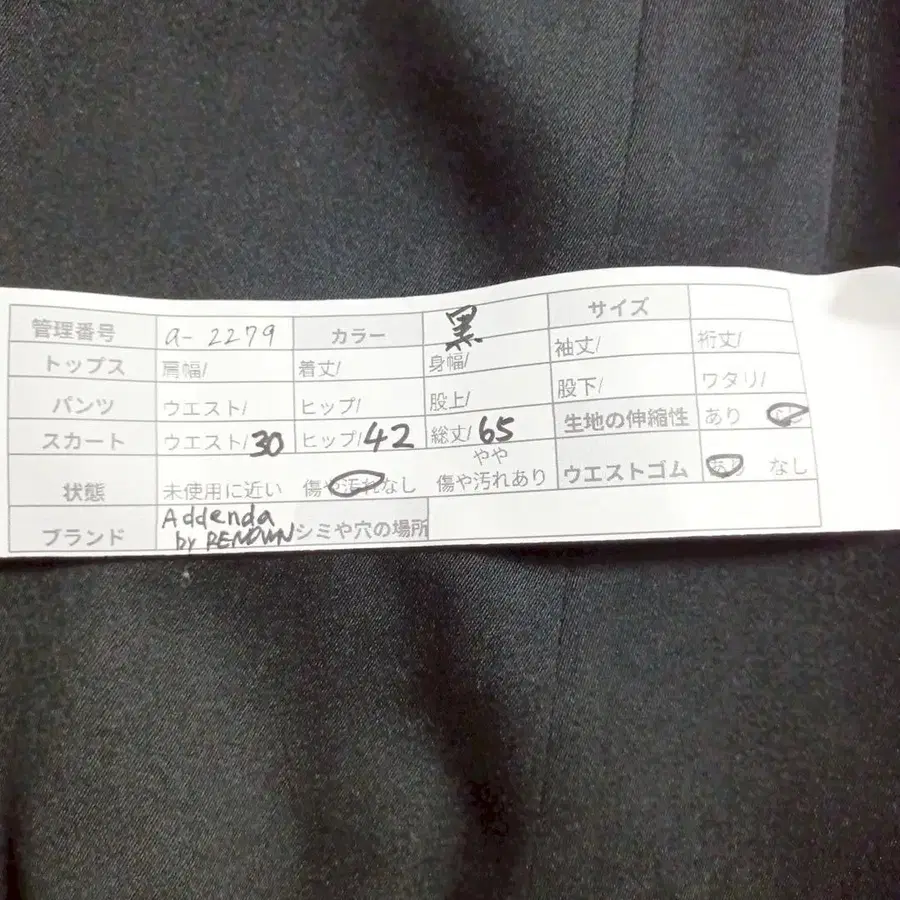 管理番号 a-2279 カラー 黒 サイズ
トップス 肩幅/ 着丈/ 身幅/ 袖丈/ 裄丈/
パンツ ウエスト/ ヒップ/ 股上/ 股下/ ワタリ/
スカート ウエスト/30 ヒップ/42 総丈/65 生地の伸縮性 あり なし
状態 未使用に近い 傷や汚れなし やや
傷や汚れあり ウエストゴム あり なし
ブランド Addenda
by RENOWN シミや穴の場所